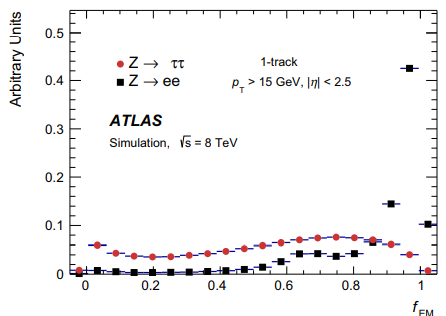 Arbitrary Units
0.5
0.4
0.3
0.2
0.1
0
Z → ττ
Z → ee
1-track
p_T > 15 GeV, |η| < 2.5
ATLAS
Simulation, √s = 8 TeV
0 0.2 0.4 0.6 0.8 1
f_EM